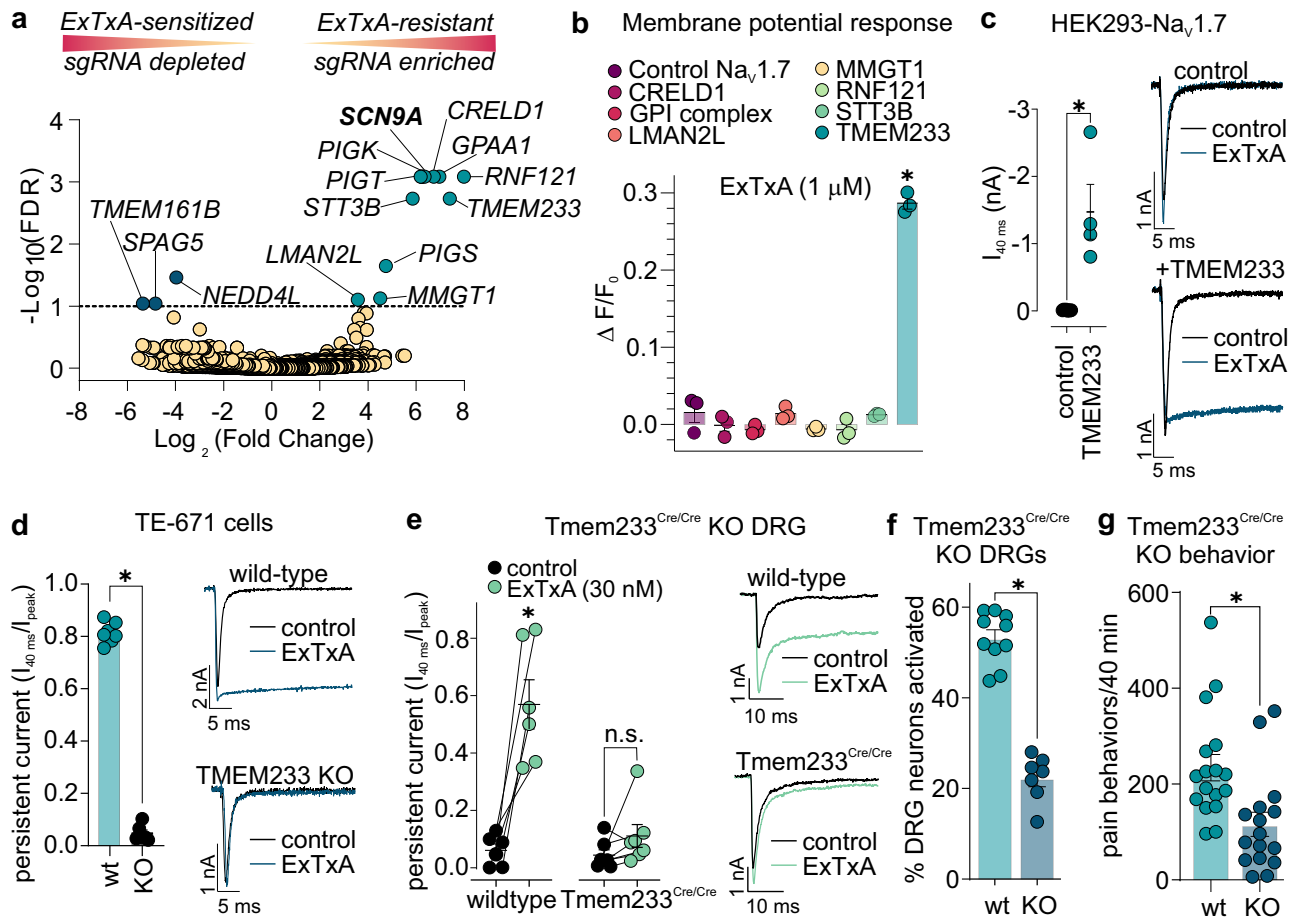 a
ExTxA-sensitized
sgRNA depleted
ExTxA-resistant
sgRNA enriched
-Log10(FDR)
4
3
2
1
0
SCN9A
CRELD1
PIGK
GPAA1
PIGT
RNF121
STT3B
TMEM233
TMEM161B
SPAG5
NEDD4L
LMAN2L
PIGS
MMGT1
-8 -6 -4 -2 0 2 4 6 8
Log2 (Fold Change)
b
Membrane potential response
Control NaV1.7
CRELD1
GPI complex
LMAN2L
MMGT1
RNF121
STT3B
TMEM233
ExTxA (1 μM)
*
Δ F/F0
0.3
0.3
0.0
c
HEK293-NaV1.7
I40 ms (nA)
-3
-2
-1
0
*
control
TMEM233
control
control
ExTxA
1 nA
5 ms
+TMEM233
control
ExTxA
1 nA
5 ms
d
TE-671 cells
persistent current (I40 ms/Ipeak)
1.0
0.8
0.6
0.4
0.2
0.0
*
wt
KO
wild-type
control
ExTxA
2 nA
5 ms
TMEM233 KO
control
ExTxA
1 nA
5 ms
e
Tmem233Cre/Cre KO DRG
control
ExTxA (30 nM)
persistent current (I40 ms/Ipeak)
0.8
0.6
0.4
0.2
0.0
*
n.s.
wildtype
Tmem233Cre/Cre
wild-type
control
ExTxA
1 nA
10 ms
Tmem233Cre/Cre
control
ExTxA
1 nA
10 ms
f
Tmem233Cre/Cre
KO DRGs
% DRG neurons activated
60
40
20
0
*
wt
KO
g
Tmem233Cre/Cre
KO behavior
pain behaviors/40 min
600
400
200
0
*
wt
KO